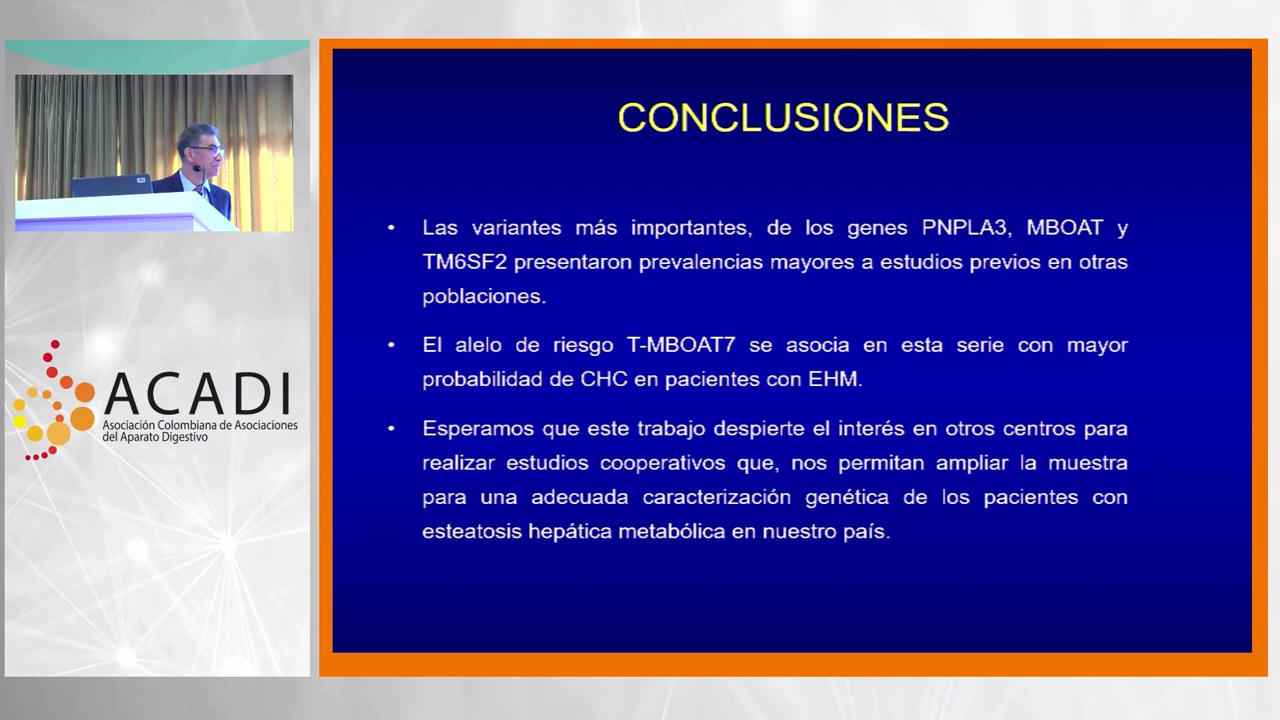 CONCLUSIONES
• Las variantes más importantes, de los genes PNPLA3, MBOAT y
TM6SF2 presentaron prevalencias mayores a estudios previos en otras
poblaciones.
• El alelo de riesgo T-MBOAT7 se asocia en esta serie con mayor
probabilidad de CHC en pacientes con EHM.
• Esperamos que este trabajo despierte el interés en otros centros para
realizar estudios cooperativos que, nos permitan ampliar la muestra
para una adecuada caracterización genética de los pacientes con
esteatosis hepática metabólica en nuestro país.
ACADI
Asociación Colombiana de Asociaciones
del Aparato Digestivo